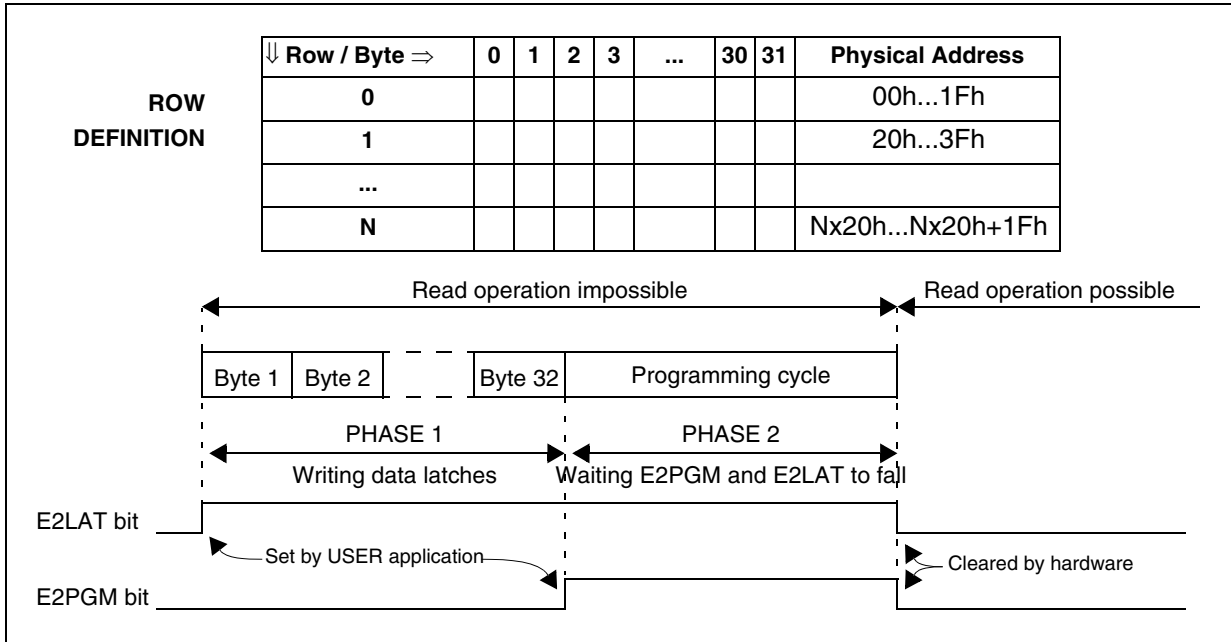 ⇓ Row / Byte ⇒ 0 1 2 3 ... 30 31 Physical Address
ROW DEFINITION
0 00h...1Fh
1 20h...3Fh
...
N Nx20h...Nx20h+1Fh
Read operation impossible Read operation possible
Byte 1 Byte 2 Byte 32 Programming cycle
PHASE 1 PHASE 2
Writing data latches Waiting E2PGM and E2LAT to fall
E2LAT bit
Set by USER application Cleared by hardware
E2PGM bit